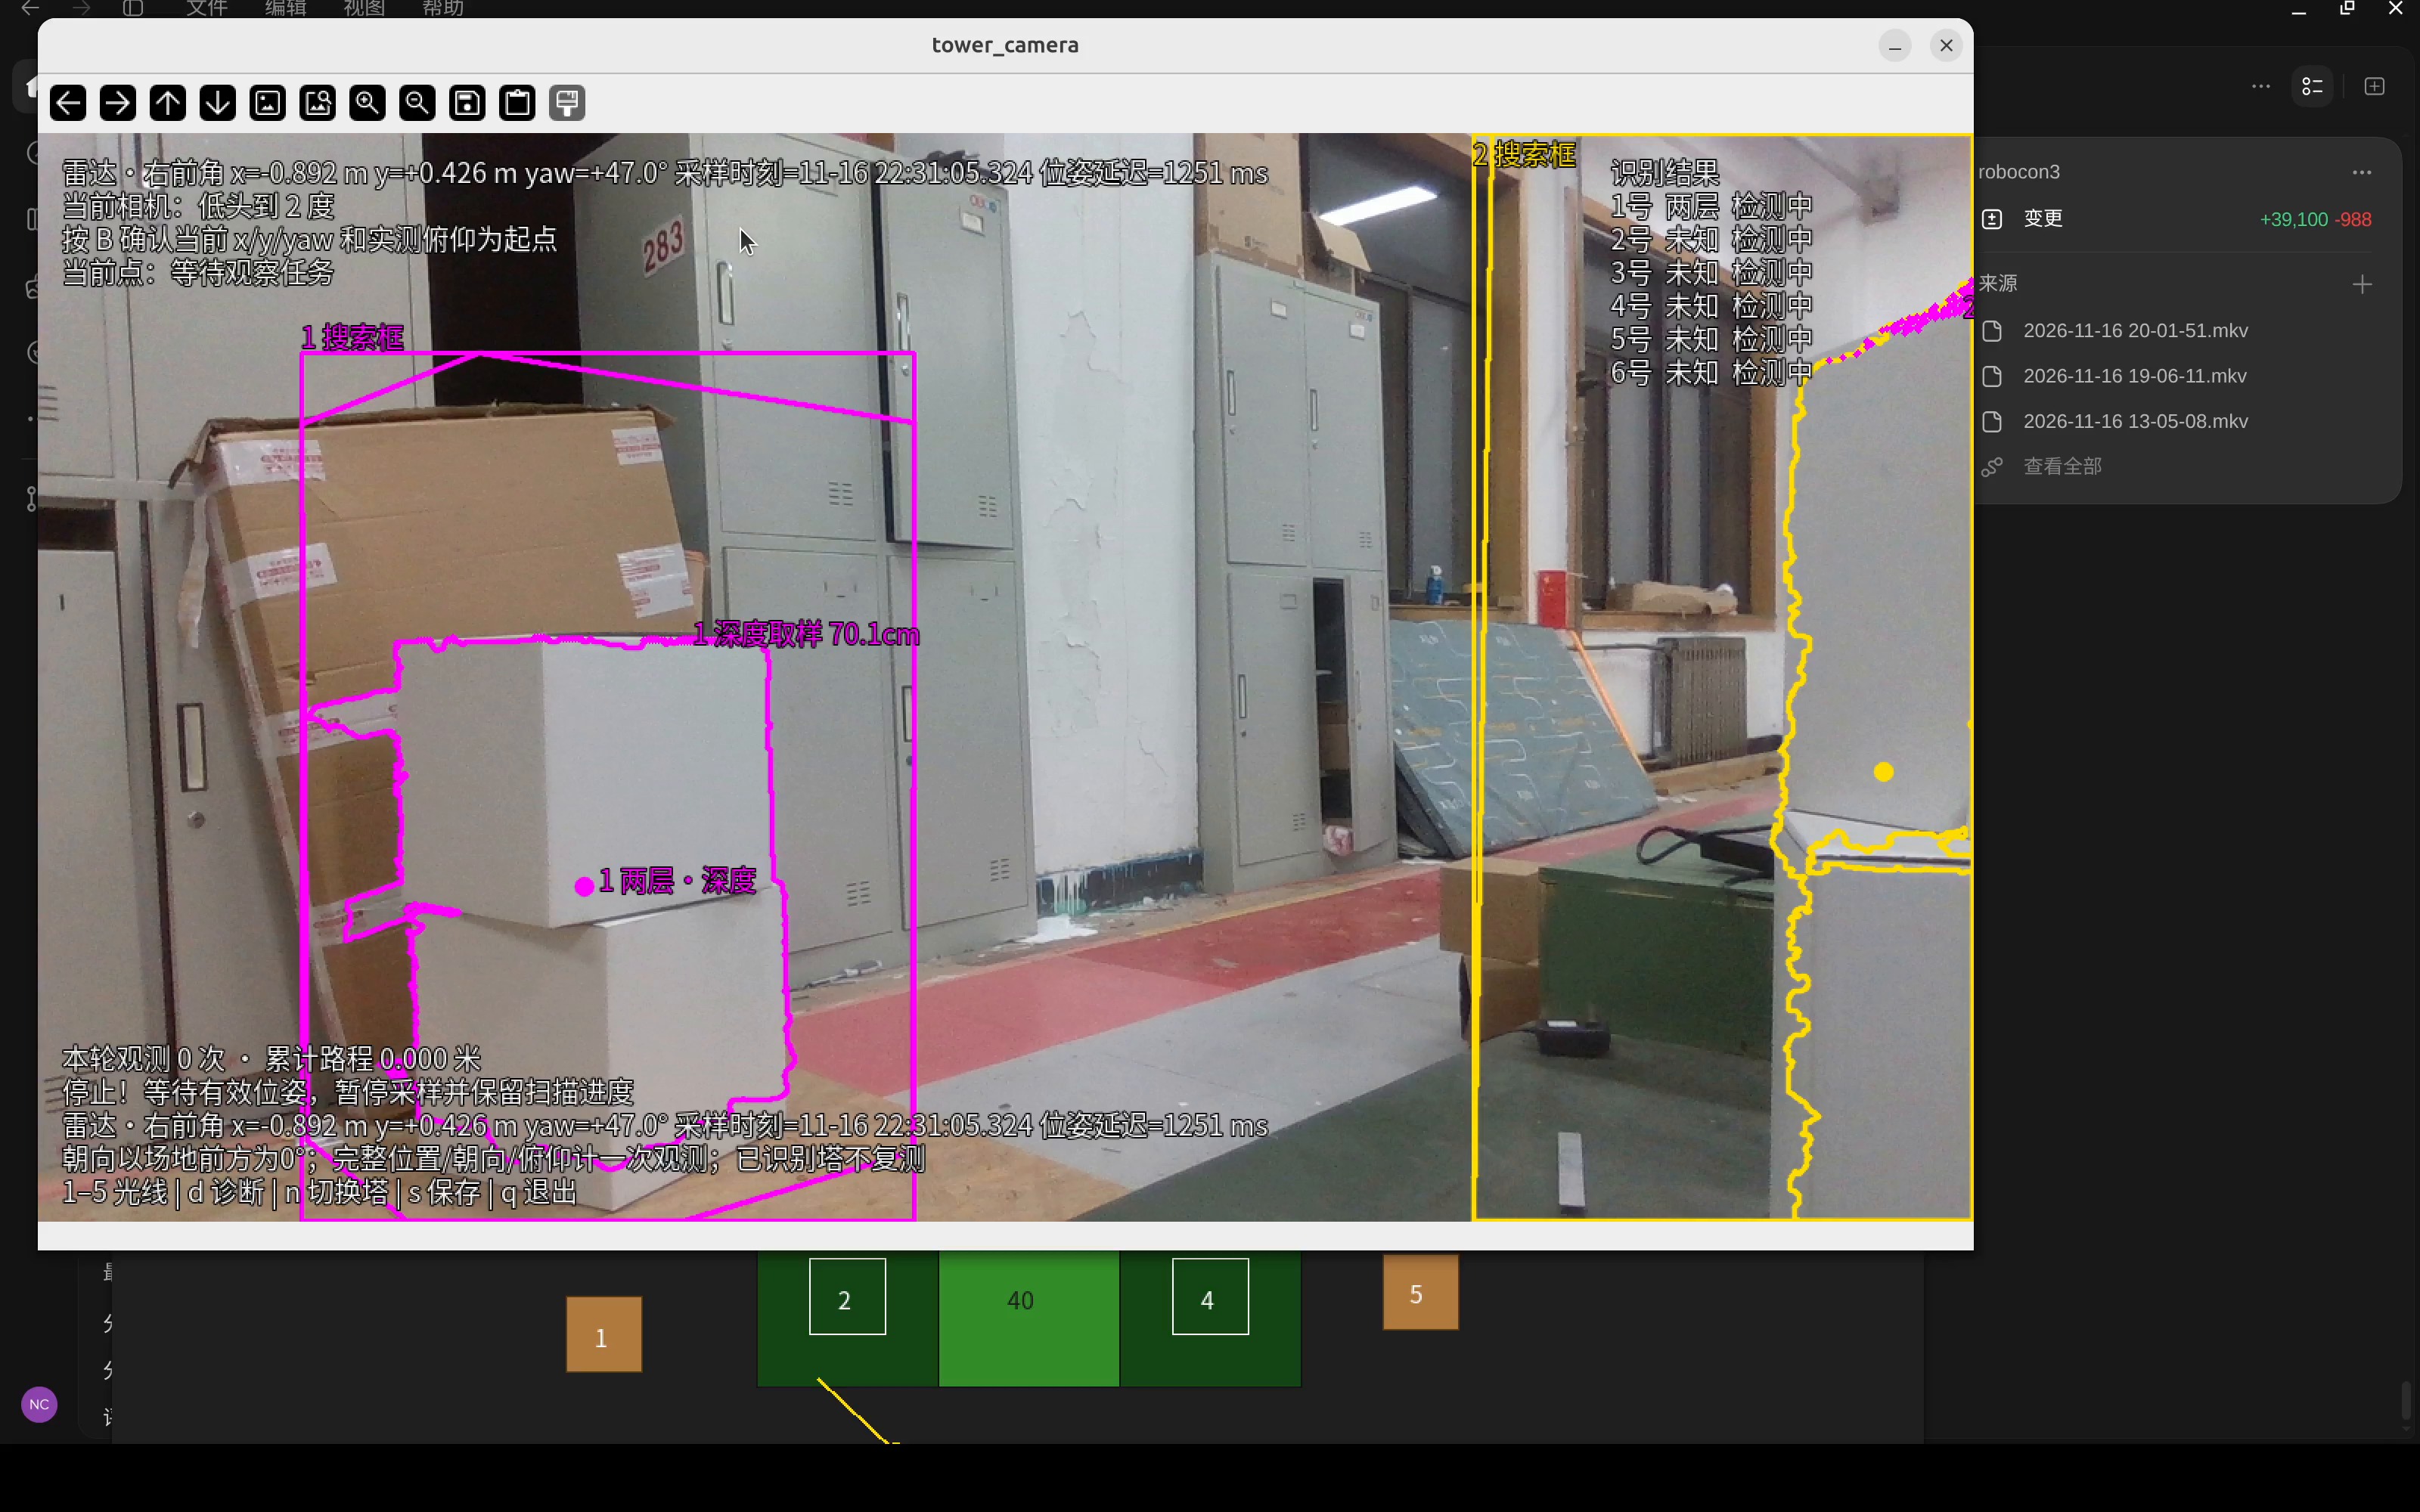 文件 编辑 视图 帮助
tower_camera
雷达·右前角 x=-0.892 m y=+0.426 m yaw=+47.0° 采样时刻=11-16 22:31:05.324 位姿延迟=1251 ms
当前相机：低头到 2 度
按 B 确认当前 x/y/yaw 和实测俯仰为起点
当前点：等待观察任务
283
2 搜索框
识别结果
1号 两层 检测中
2号 未知 检测中
3号 未知 检测中
4号 未知 检测中
5号 未知 检测中
6号 未知 检测中
1 搜索框
1 深度取样 70.1cm
1 两层·深度
本轮观测 0 次 · 累计路程 0.000 米
停止！等待有效位姿，暂停采样并保留扫描进度
雷达·右前角 x=-0.892 m y=+0.426 m yaw=+47.0° 采样时刻=11-16 22:31:05.324 位姿延迟=1251 ms
朝向以场地前方为0°；完整位置/朝向/俯仰计一次观测；已识别塔不复测
1-5 光线 | d 诊断 | n 切换塔 | s 保存 | q 退出
robocon3
变更 +39,100 -988
来源
2026-11-16 20-01-51.mkv
2026-11-16 19-06-11.mkv
2026-11-16 13-05-08.mkv
查看全部
1
2
40
4
5
NC